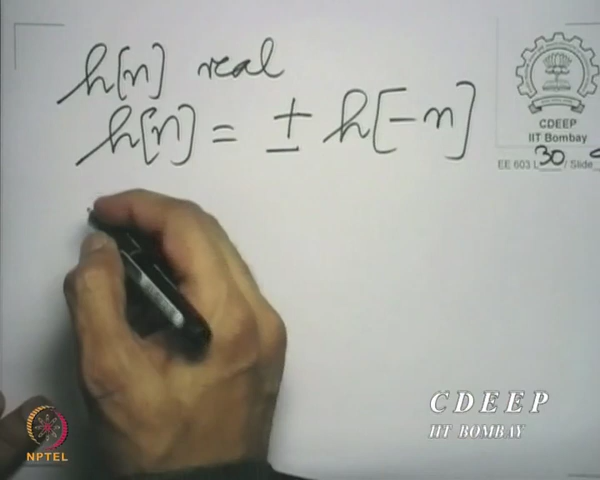 h[n] real
h[n] = ± h[-n]
CDEEP
IIT Bombay
EE 603 L 30 / Slide
CDEEP
IIT BOMBAY
NPTEL